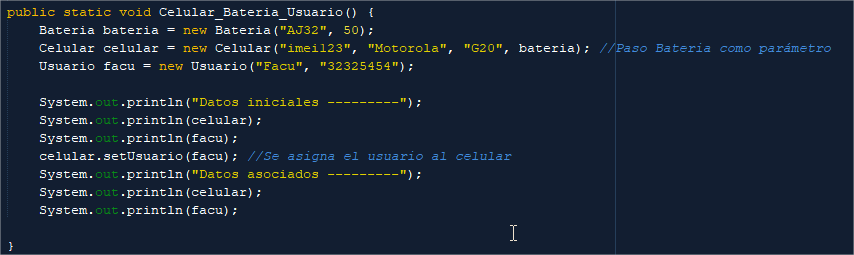 public static void Celular_Bateria_Usuario() {
Bateria bateria = new Bateria("AJ32", 50);
Celular celular = new Celular("imei123", "Motorola", "G20", bateria); //Paso Bateria como parámetro
Usuario facu = new Usuario("Facu", "32325454");
System.out.println("Datos iniciales ---------");
System.out.println(celular);
System.out.println(facu);
celular.setUsuario(facu); //Se asigna el usuario al celular
System.out.println("Datos asociados ---------");
System.out.println(celular);
System.out.println(facu);
}